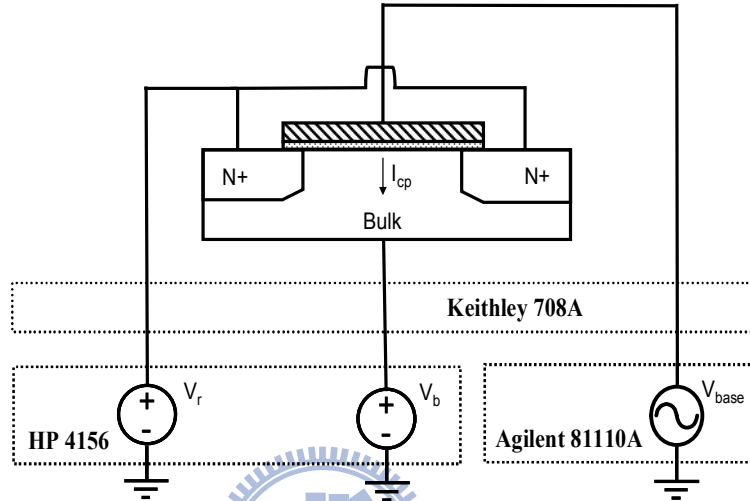 N+
I_cp
N+
Bulk
Keithley 708A
+
-
V_r
HP 4156
+
-
V_b
V_base
Agilent 81110A